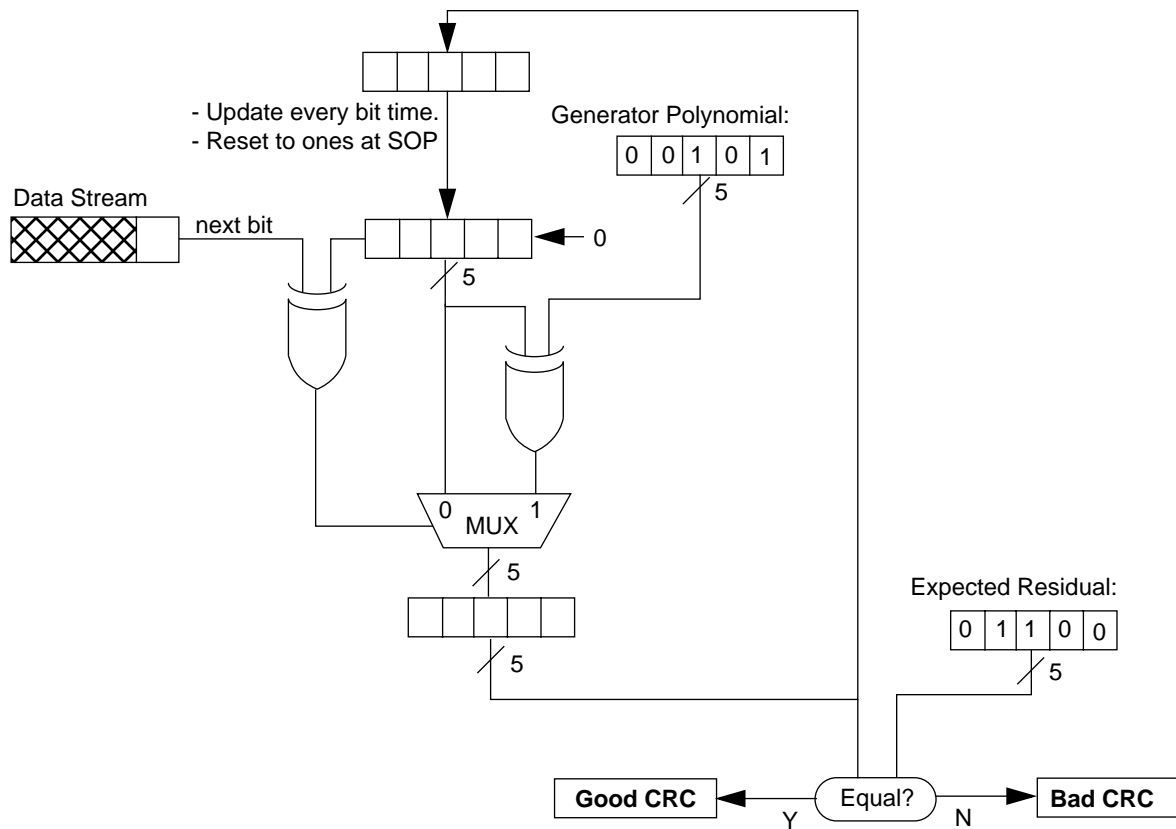 - Update every bit time.
- Reset to ones at SOP
Generator Polynomial:
0 0 1 0 1
5
Data Stream
next bit
0
5
0 1
MUX
5
5
Expected Residual:
0 1 1 0 0
5
Good CRC
Y
Equal?
N
Bad CRC